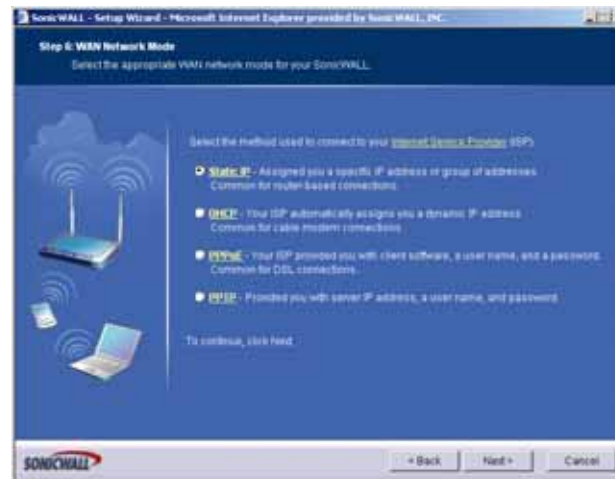 SonicWALL - Setup Wizard - Microsoft Internet Explorer provided by SonicWALL, INC.
Step 6: WAN Network Mode
Select the appropriate WAN network mode for your SonicWALL.
Select the method used to connect to your Internet Service Provider (ISP).
Static IP - Assigned you a specific IP address or group of addresses.
Common for router-based connections.
DHCP - Your ISP automatically assigns you a dynamic IP address.
Common for cable modem connections.
PPPoE - Your ISP provided you with client software, a user name, and a password.
Common for DSL connections.
PPTP - Provided you with server IP address, a user name, and password.
To continue, click Next.
SONICWALL
< Back
Next >
Cancel